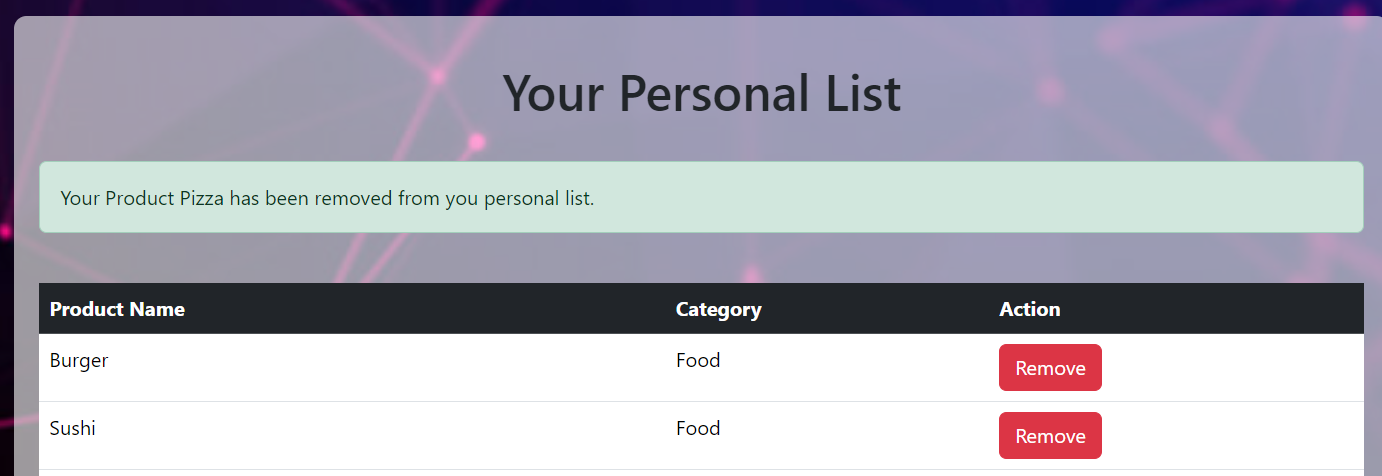 Your Personal List
Your Product Pizza has been removed from you personal list.
Product Name Category Action
Burger Food Remove
Sushi Food Remove